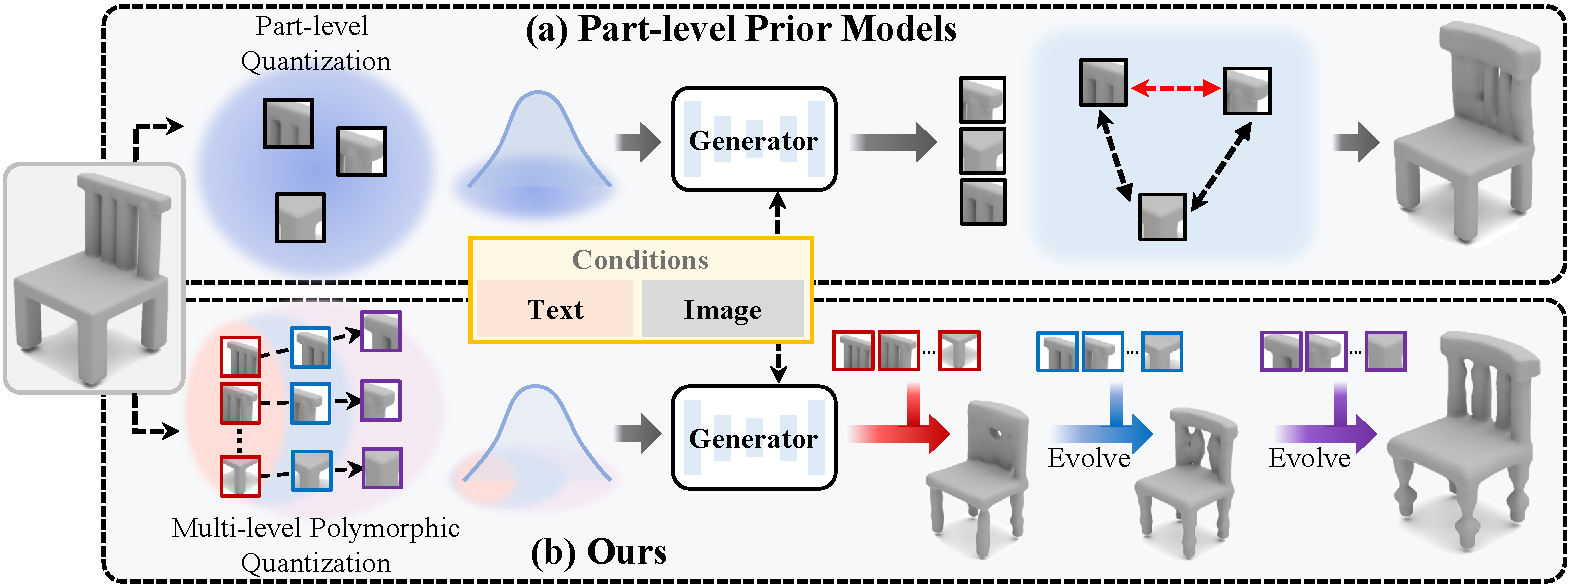 (a) Part-level Prior Models
Part-level
Quantization
Generator
Conditions
Text
Image
Generator
...
...
...
Evolve
Evolve
Multi-level Polymorphic
Quantization
(b) Ours